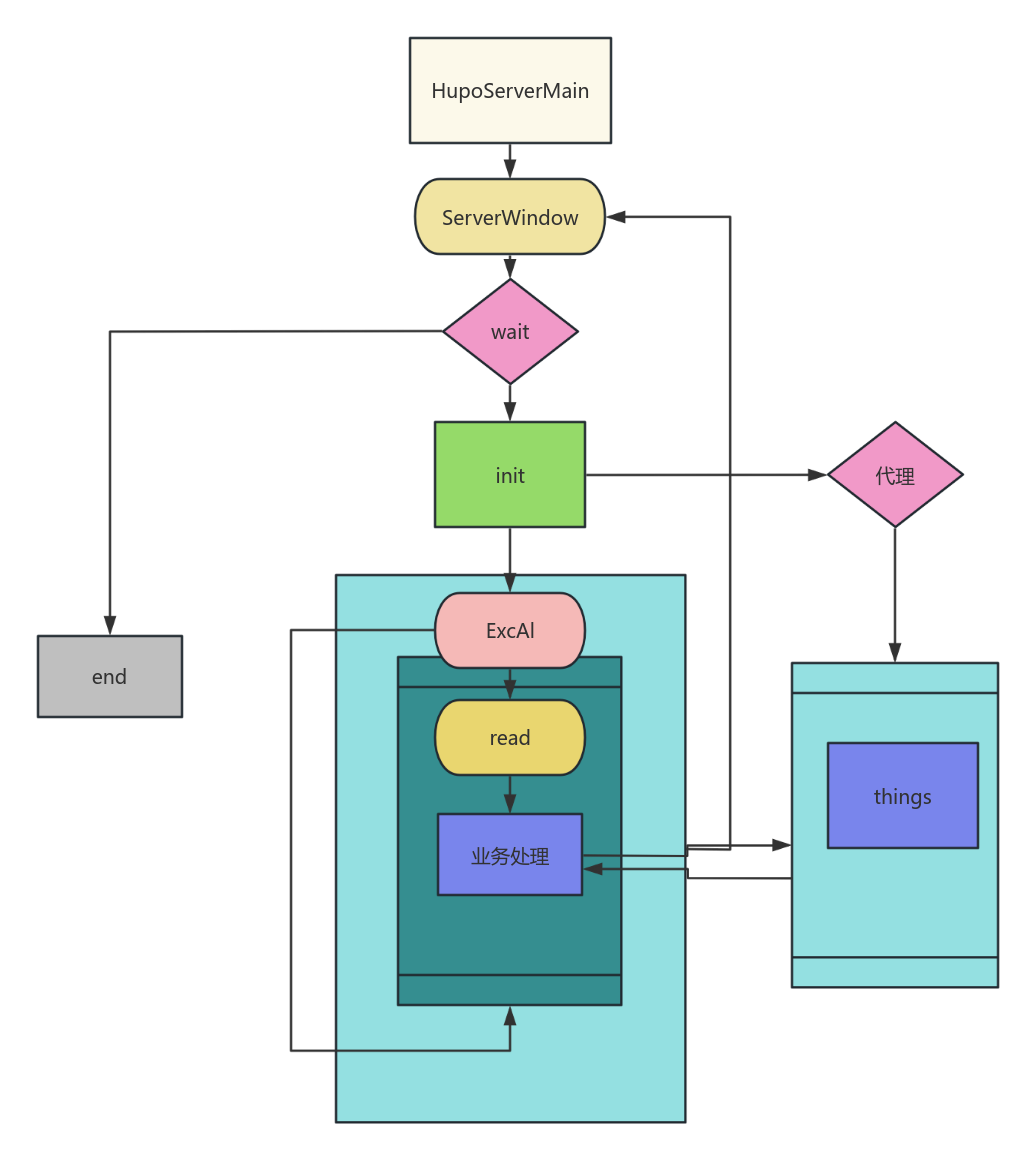 HupoServerMain
ServerWindow
wait
init
代理
ExcAl
end
read
things
业务处理